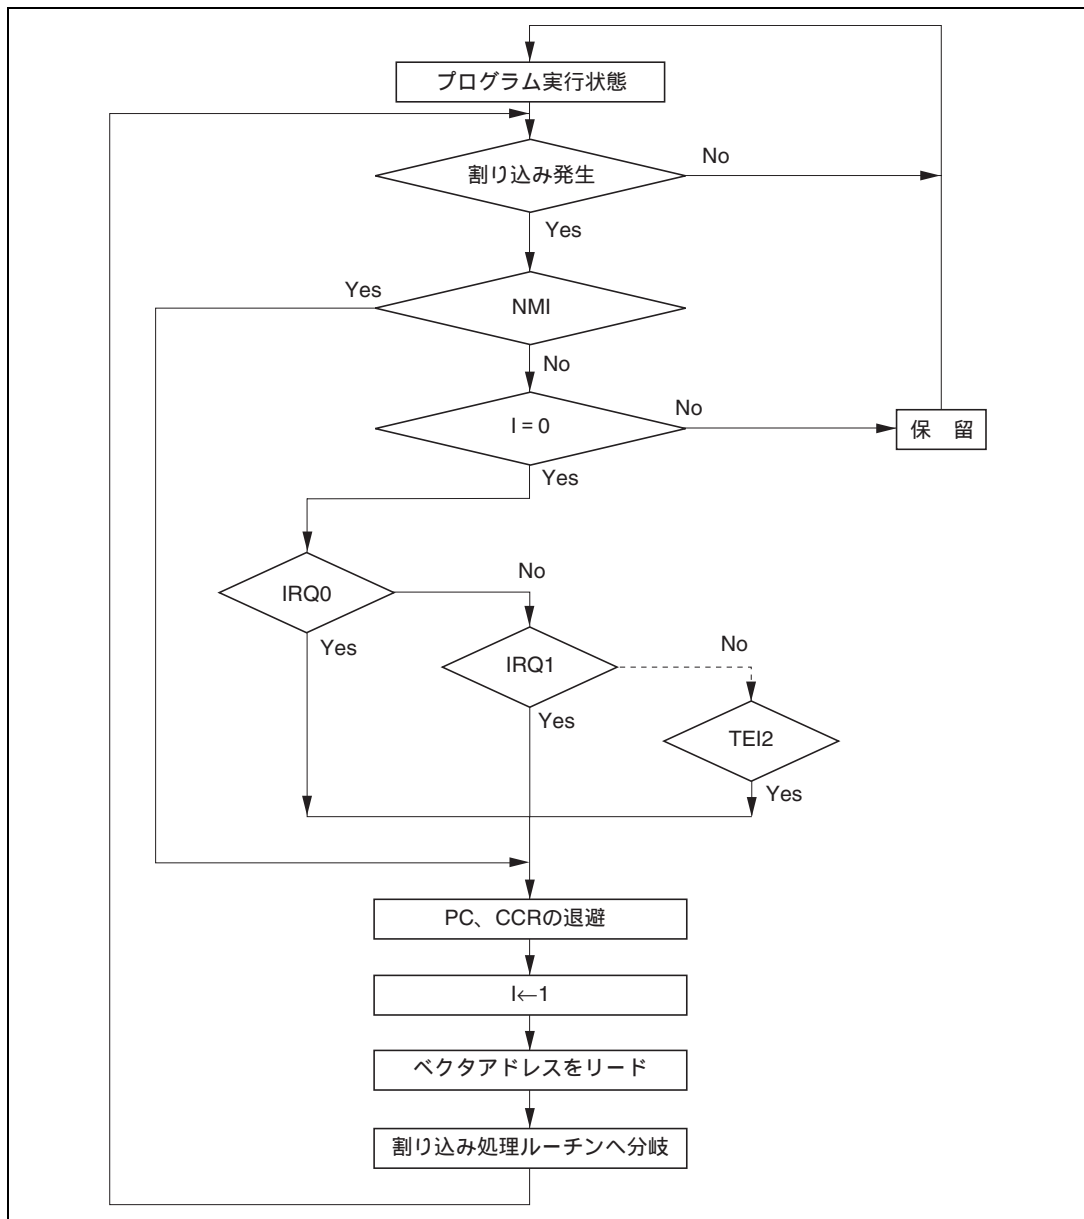 プログラム実行状態
割り込み発生
No
Yes
Yes
NMI
No
I = 0
No
保 留
Yes
IRQ0
No
Yes
IRQ1
No
Yes
TEI2
Yes
PC、CCRの退避
I←1
ベクタアドレスをリード
割り込み処理ルーチンへ分岐